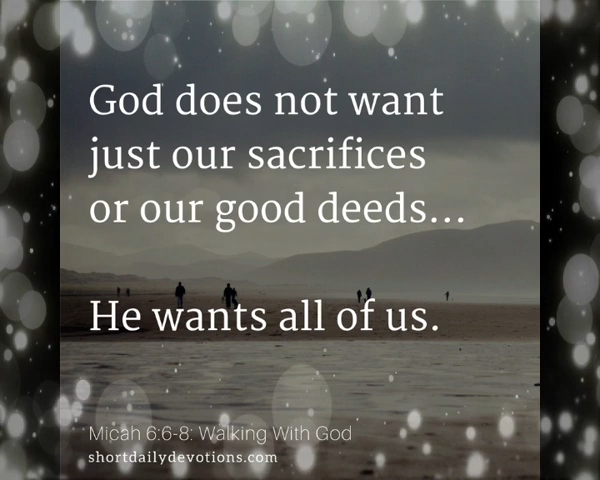 God does not want
just our sacrifices
or our good deeds...
He wants all of us.
Micah 6:6-8: Walking With God
shortdailydevotions.com